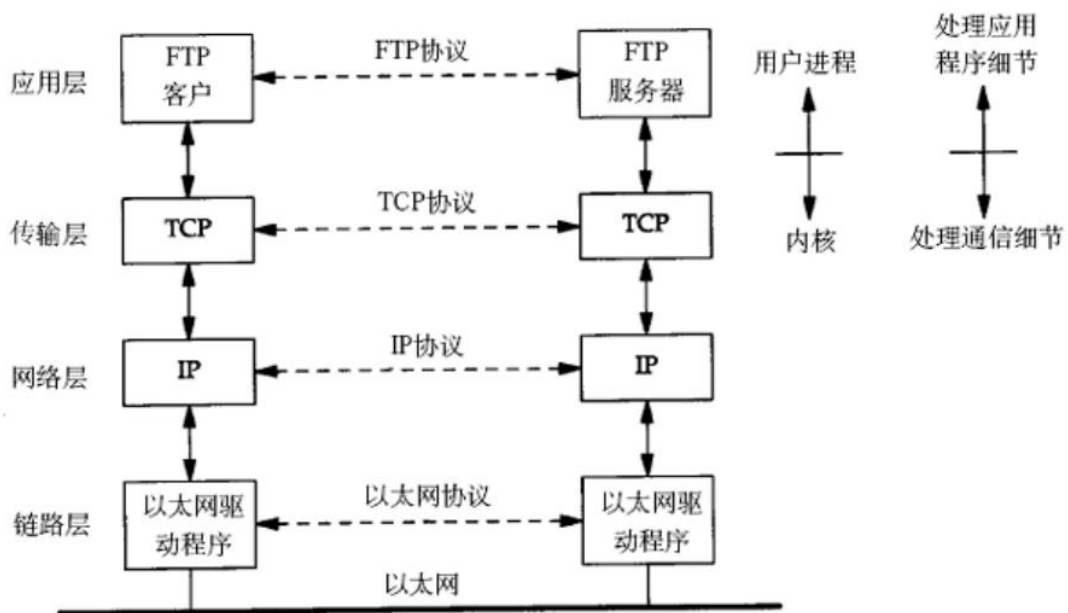 FTP
客户
FTP协议
FTP
服务器
应用层
用户进程
处理应用
程序细节
TCP
TCP协议
TCP
传输层
内核
处理通信细节
IP
IP协议
IP
网络层
以太网驱
动程序
以太网协议
以太网驱
动程序
链路层
以太网